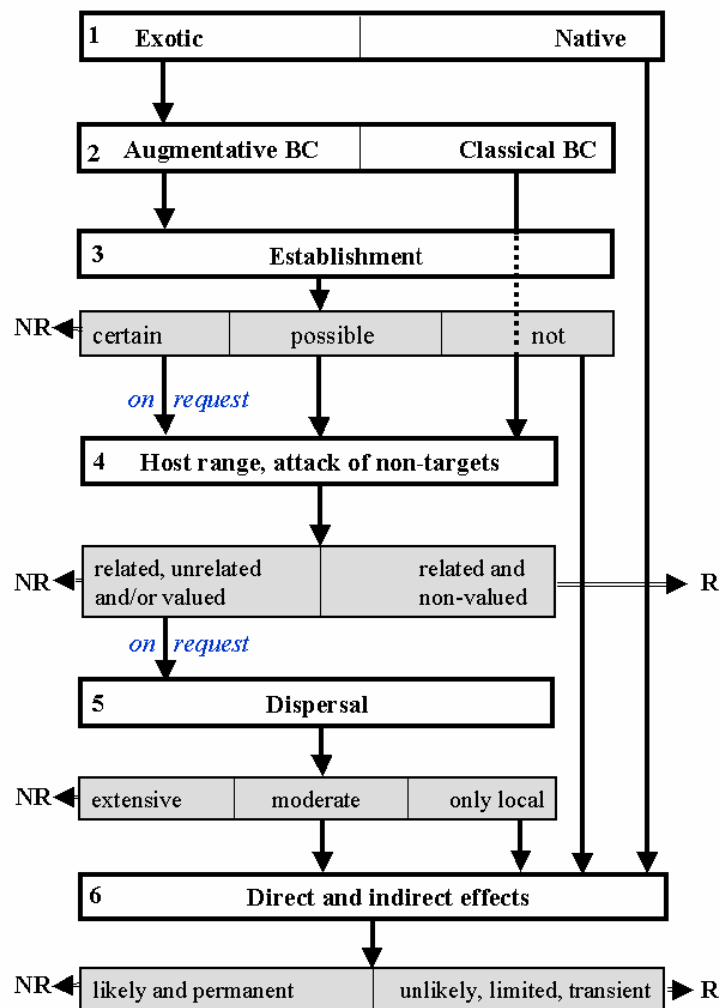 1 Exotic Native
2 Augmentative BC Classical BC
3 Establishment
NR certain possible not
on request
4 Host range, attack of non-targets
NR related, unrelated and/or valued related and non-valued R
on request
5 Dispersal
NR extensive moderate only local
6 Direct and indirect effects
NR likely and permanent unlikely, limited, transient R